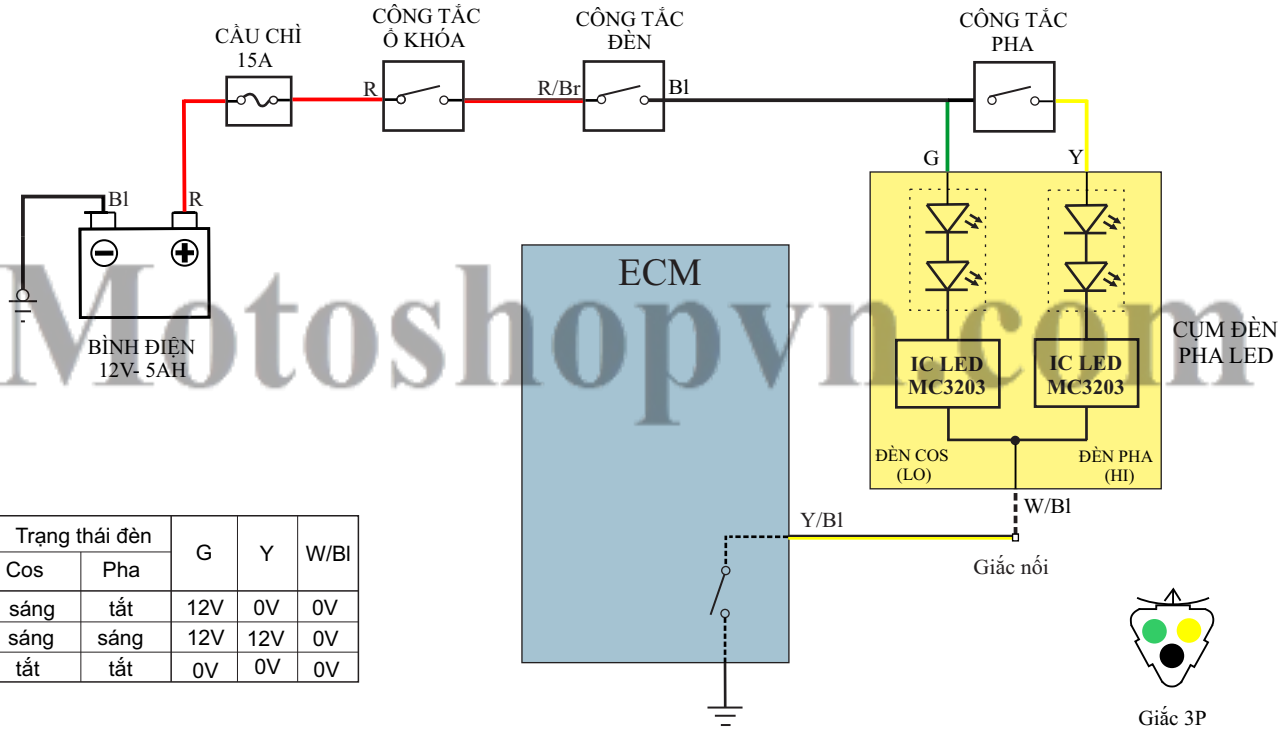 CẦU CHÌ
15A
CÔNG TẮC
Ổ KHÓA
CÔNG TẮC
ĐÈN
CÔNG TẮC
PHA
R
R/Br
Bl
G
Y
Bl
R
BÌNH ĐIỆN
12V- 5AH
ECM
CỤM ĐÈN
PHA LED
IC LED
MC3203
IC LED
MC3203
ĐÈN COS
(LO)
ĐÈN PHA
(HI)
W/Bl
Y/Bl
Giắc nối
Motoshopvn.com
Trạng thái đèn G Y W/Bl
Cos Pha
sáng tắt 12V 0V 0V
sáng sáng 12V 12V 0V
tắt tắt 0V 0V 0V
Giắc 3P